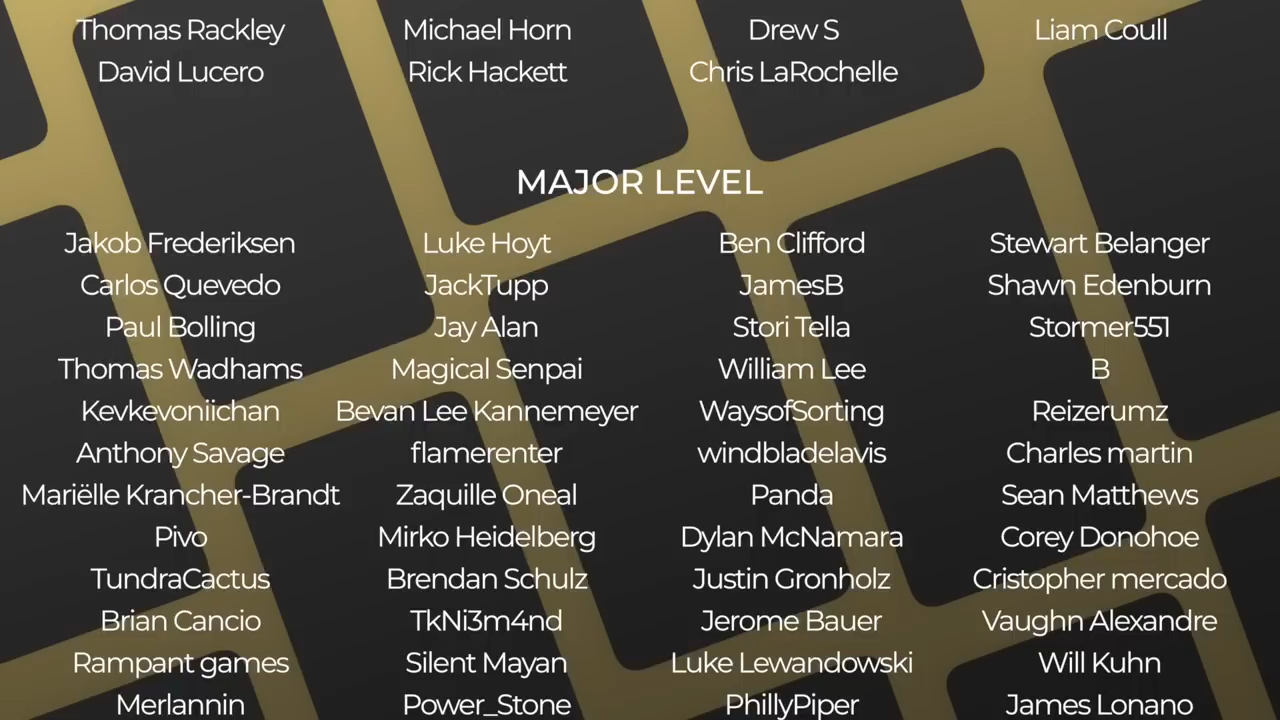 Thomas Rackley Michael Horn Drew S Liam Coull
David Lucero Rick Hackett Chris LaRochelle
MAJOR LEVEL
Jakob Frederiksen Luke Hoyt Ben Clifford Stewart Belanger
Carlos Quevedo JackTupp JamesB Shawn Edenburn
Paul Bolling Jay Alan Stori Tella Stormer551
Thomas Wadhams Magical Senpai William Lee B
Kevkevoniichan Bevan Lee Kannemeyer WaysofSorting Reizerumz
Anthony Savage flamerenter windbladelavis Charles martin
Mariëlle Krancher-Brandt Zaquille Oneal Panda Sean Matthews
Pivo Mirko Heidelberg Dylan McNamara Corey Donohoe
TundraCactus Brendan Schulz Justin Gronholz Cristopher mercado
Brian Cancio TkNi3m4nd Jerome Bauer Vaughn Alexandre
Rampant games Silent Mayan Luke Lewandowski Will Kuhn
Merlannin Power_Stone PhillyPiper James Lonano